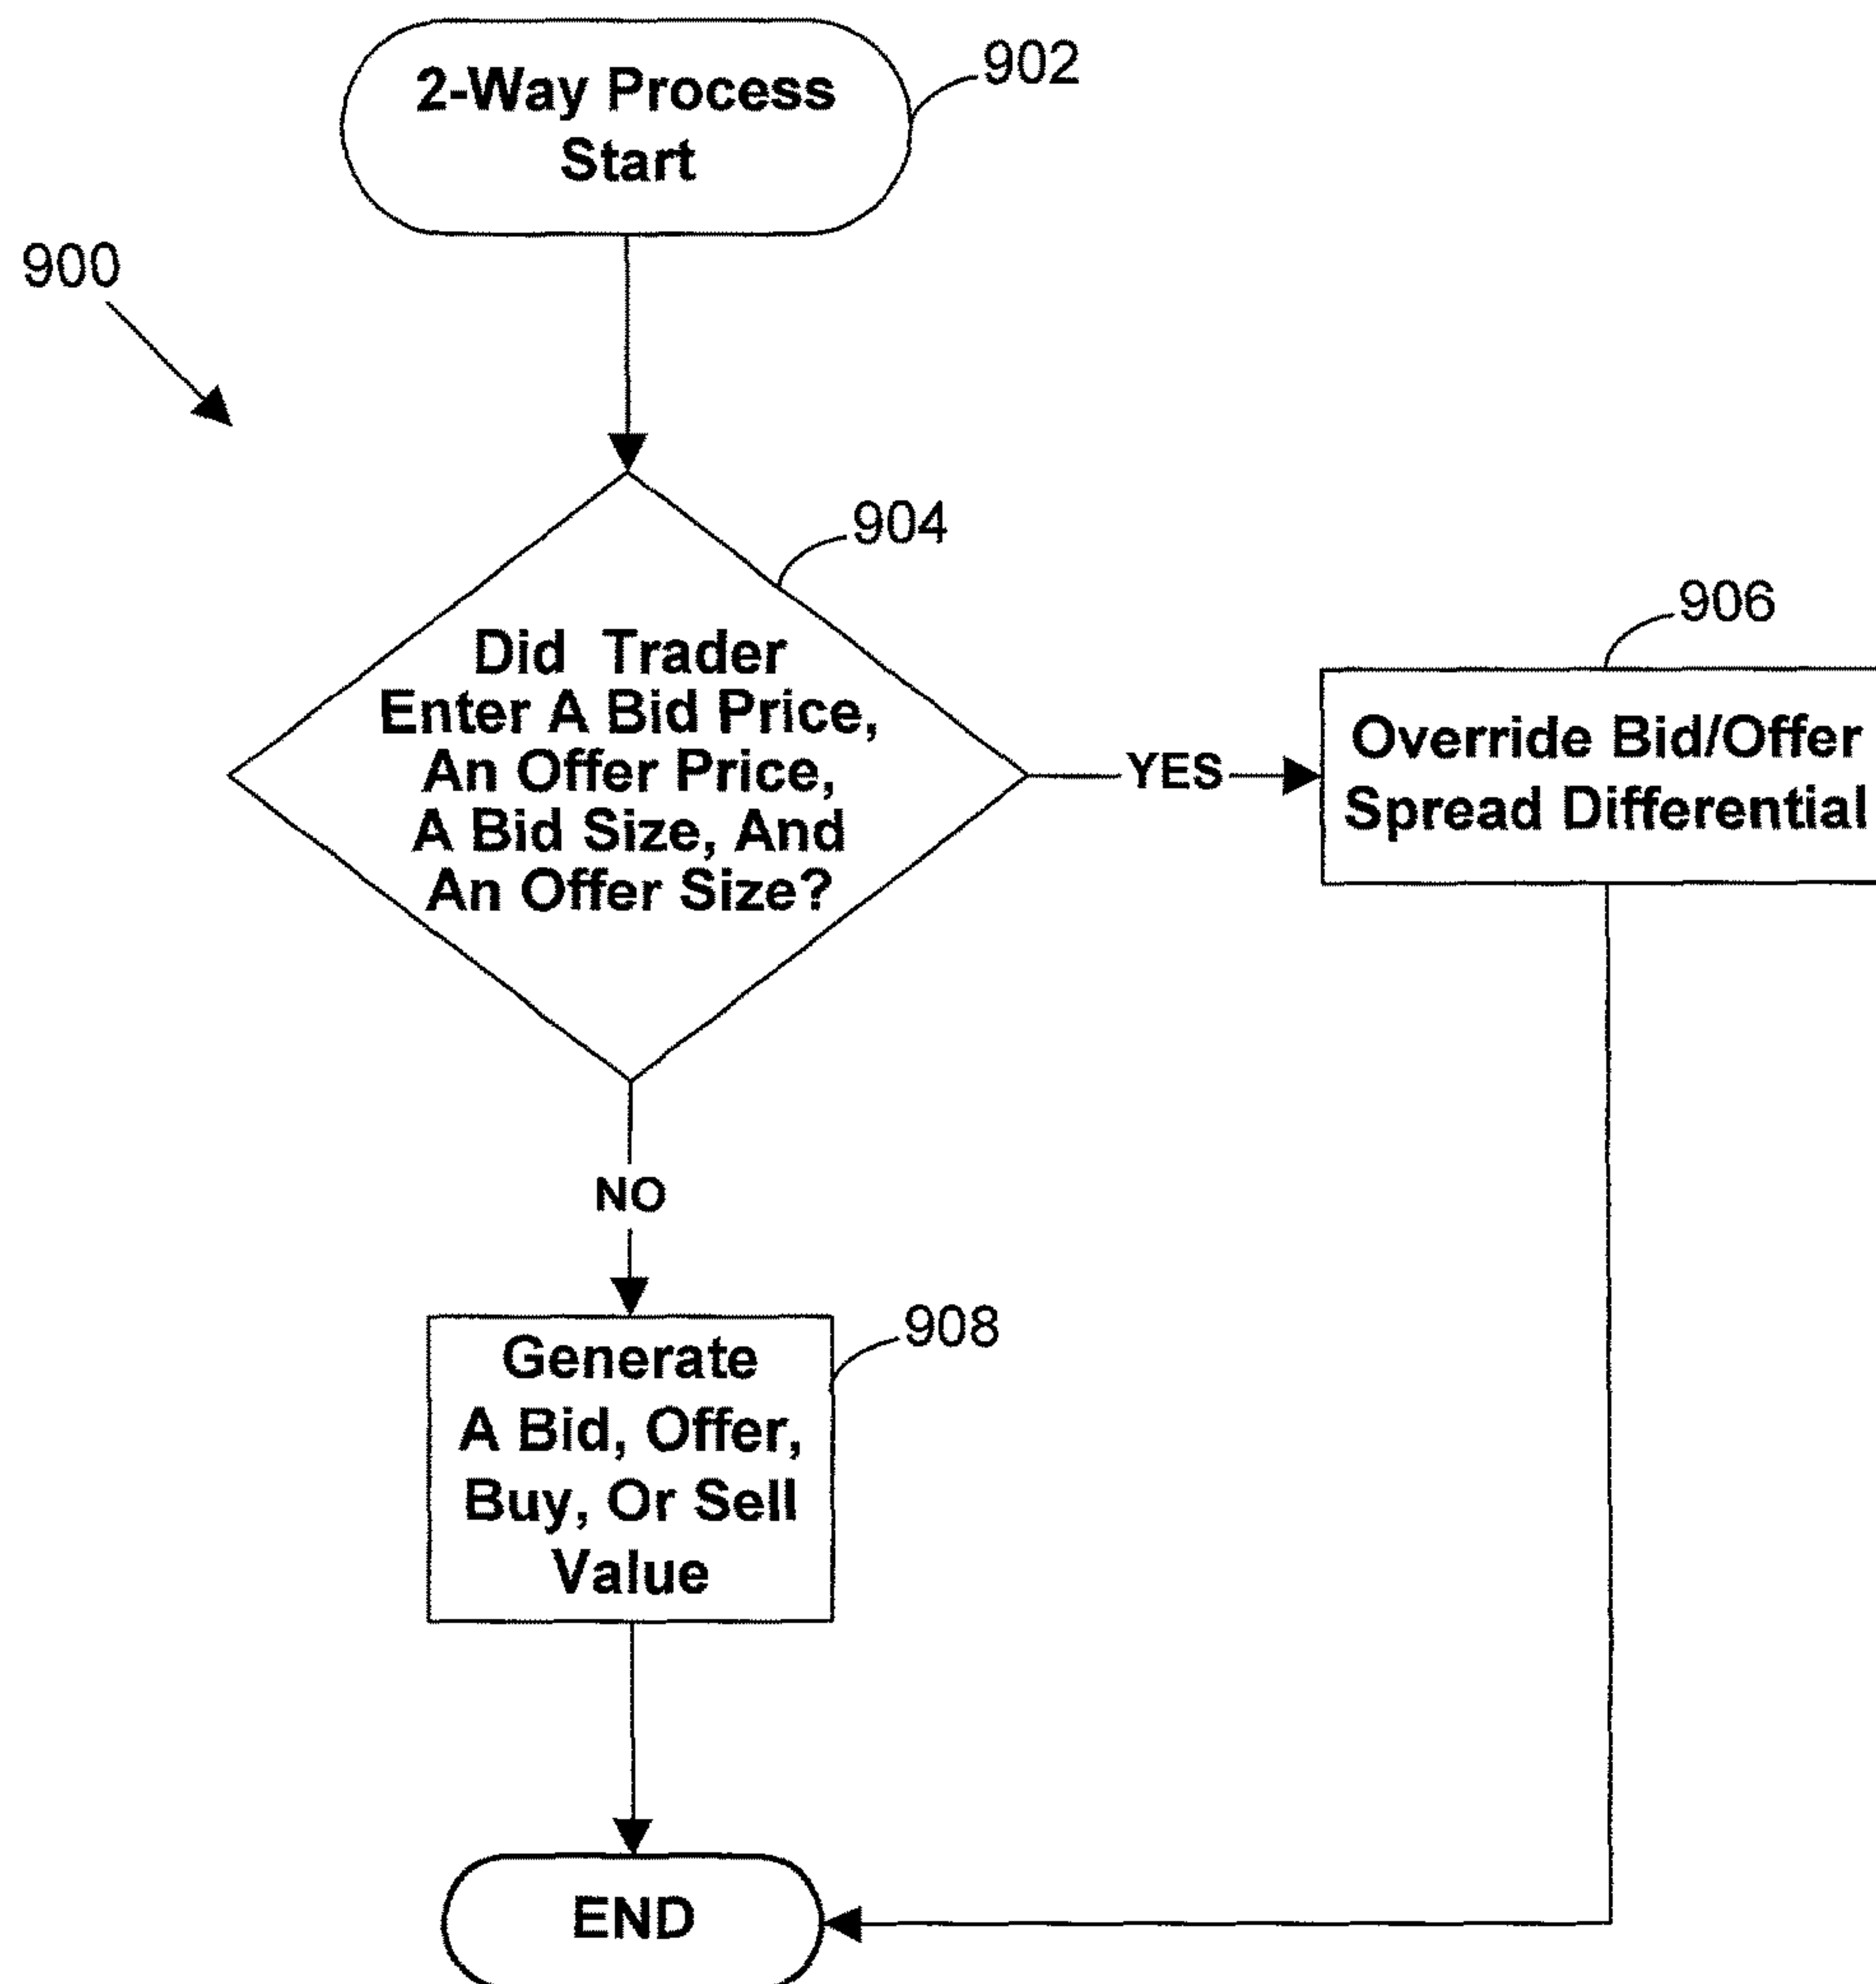 2-Way Process
Start
902
900
904
Did Trader
Enter A Bid Price,
An Offer Price,
A Bid Size, And
An Offer Size?
YES
906
Override Bid/Offer
Spread Differential
NO
908
Generate
A Bid, Offer,
Buy, Or Sell
Value
END